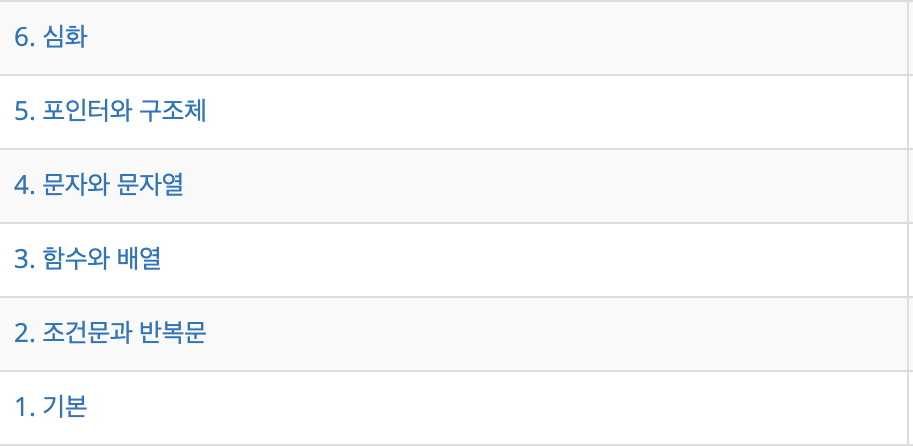 6. 심화
5. 포인터와 구조체
4. 문자와 문자열
3. 함수와 배열
2. 조건문과 반복문
1. 기본